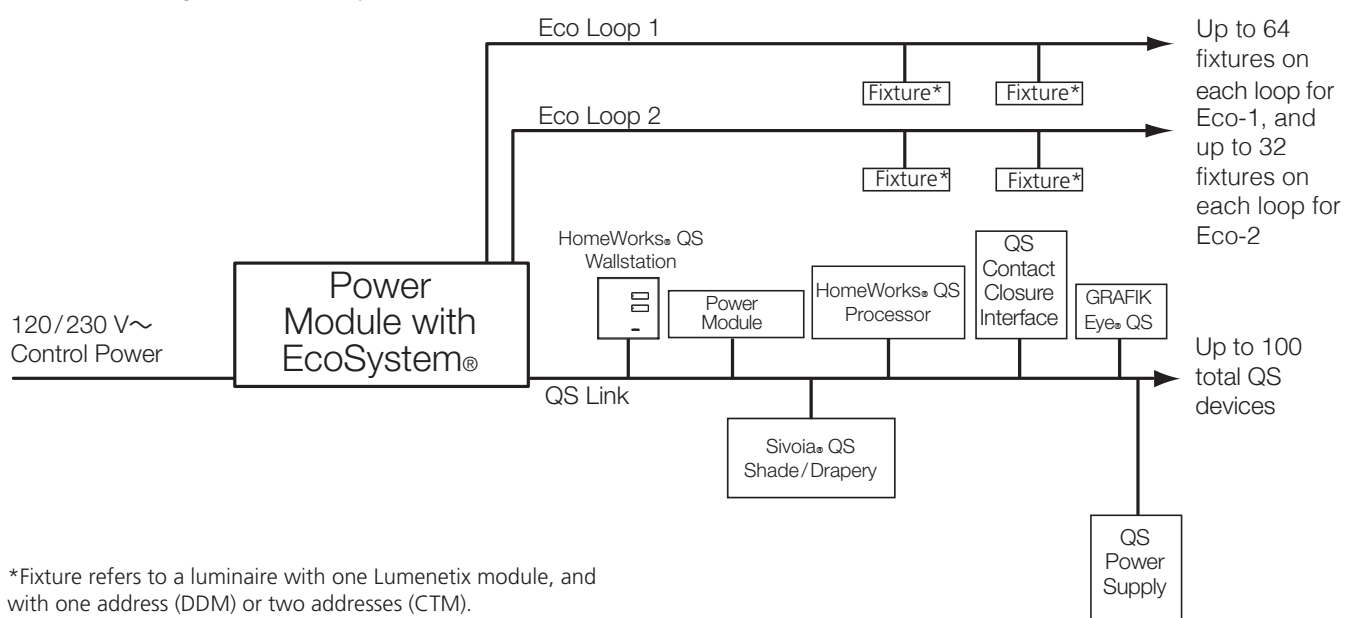 Eco Loop 1
Fixture*
Fixture*
Eco Loop 2
Fixture*
Fixture*
Up to 64
fixtures on
each loop for
Eco-1, and
up to 32
fixtures on
each loop for
Eco-2
120/230 V~
Control Power
Power
Module with
EcoSystem®
HomeWorks® QS
Wallstation
Power
Module
HomeWorks® QS
Processor
QS
Contact
Closure
Interface
GRAFIK
Eye® QS
QS Link
Up to 100
total QS
devices
Sivoia® QS
Shade/Drapery
QS
Power
Supply
*Fixture refers to a luminaire with one Lumenetix module, and
with one address (DDM) or two addresses (CTM).